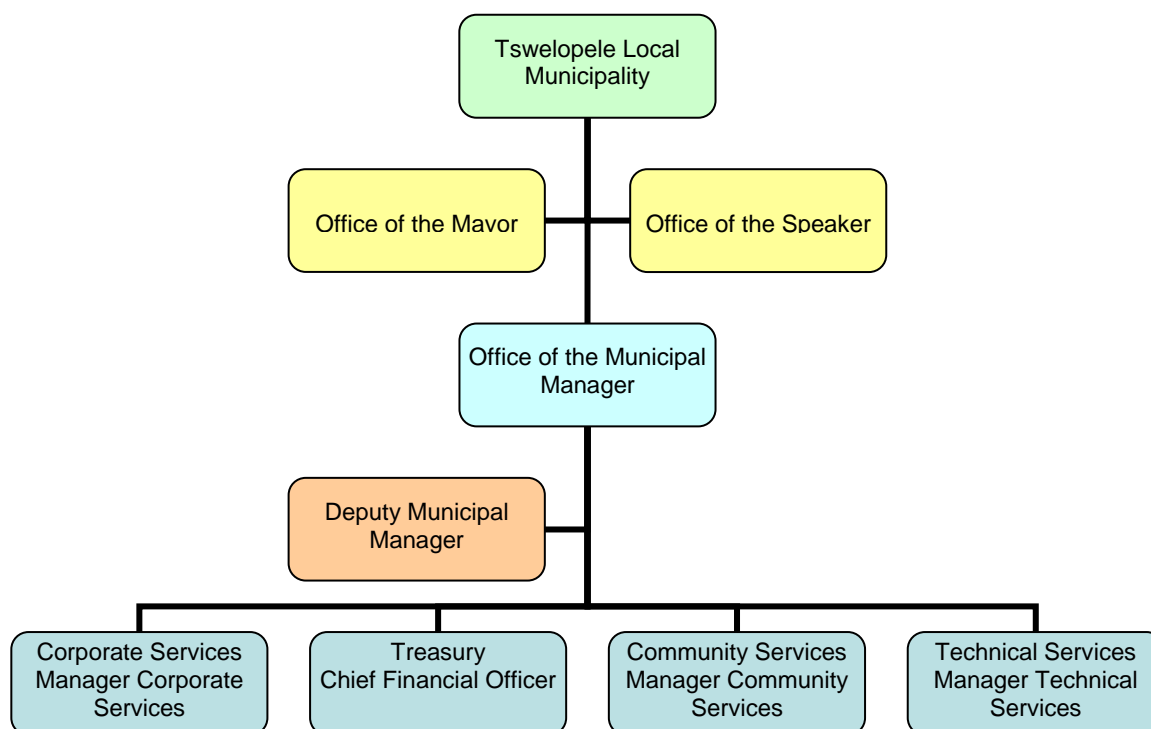 Tswelopele Local
Municipality
Office of the Mayor
Office of the Speaker
Office of the Municipal
Manager
Deputy Municipal
Manager
Corporate Services
Manager Corporate
Services
Treasury
Chief Financial Officer
Community Services
Manager Community
Services
Technical Services
Manager Technical
Services